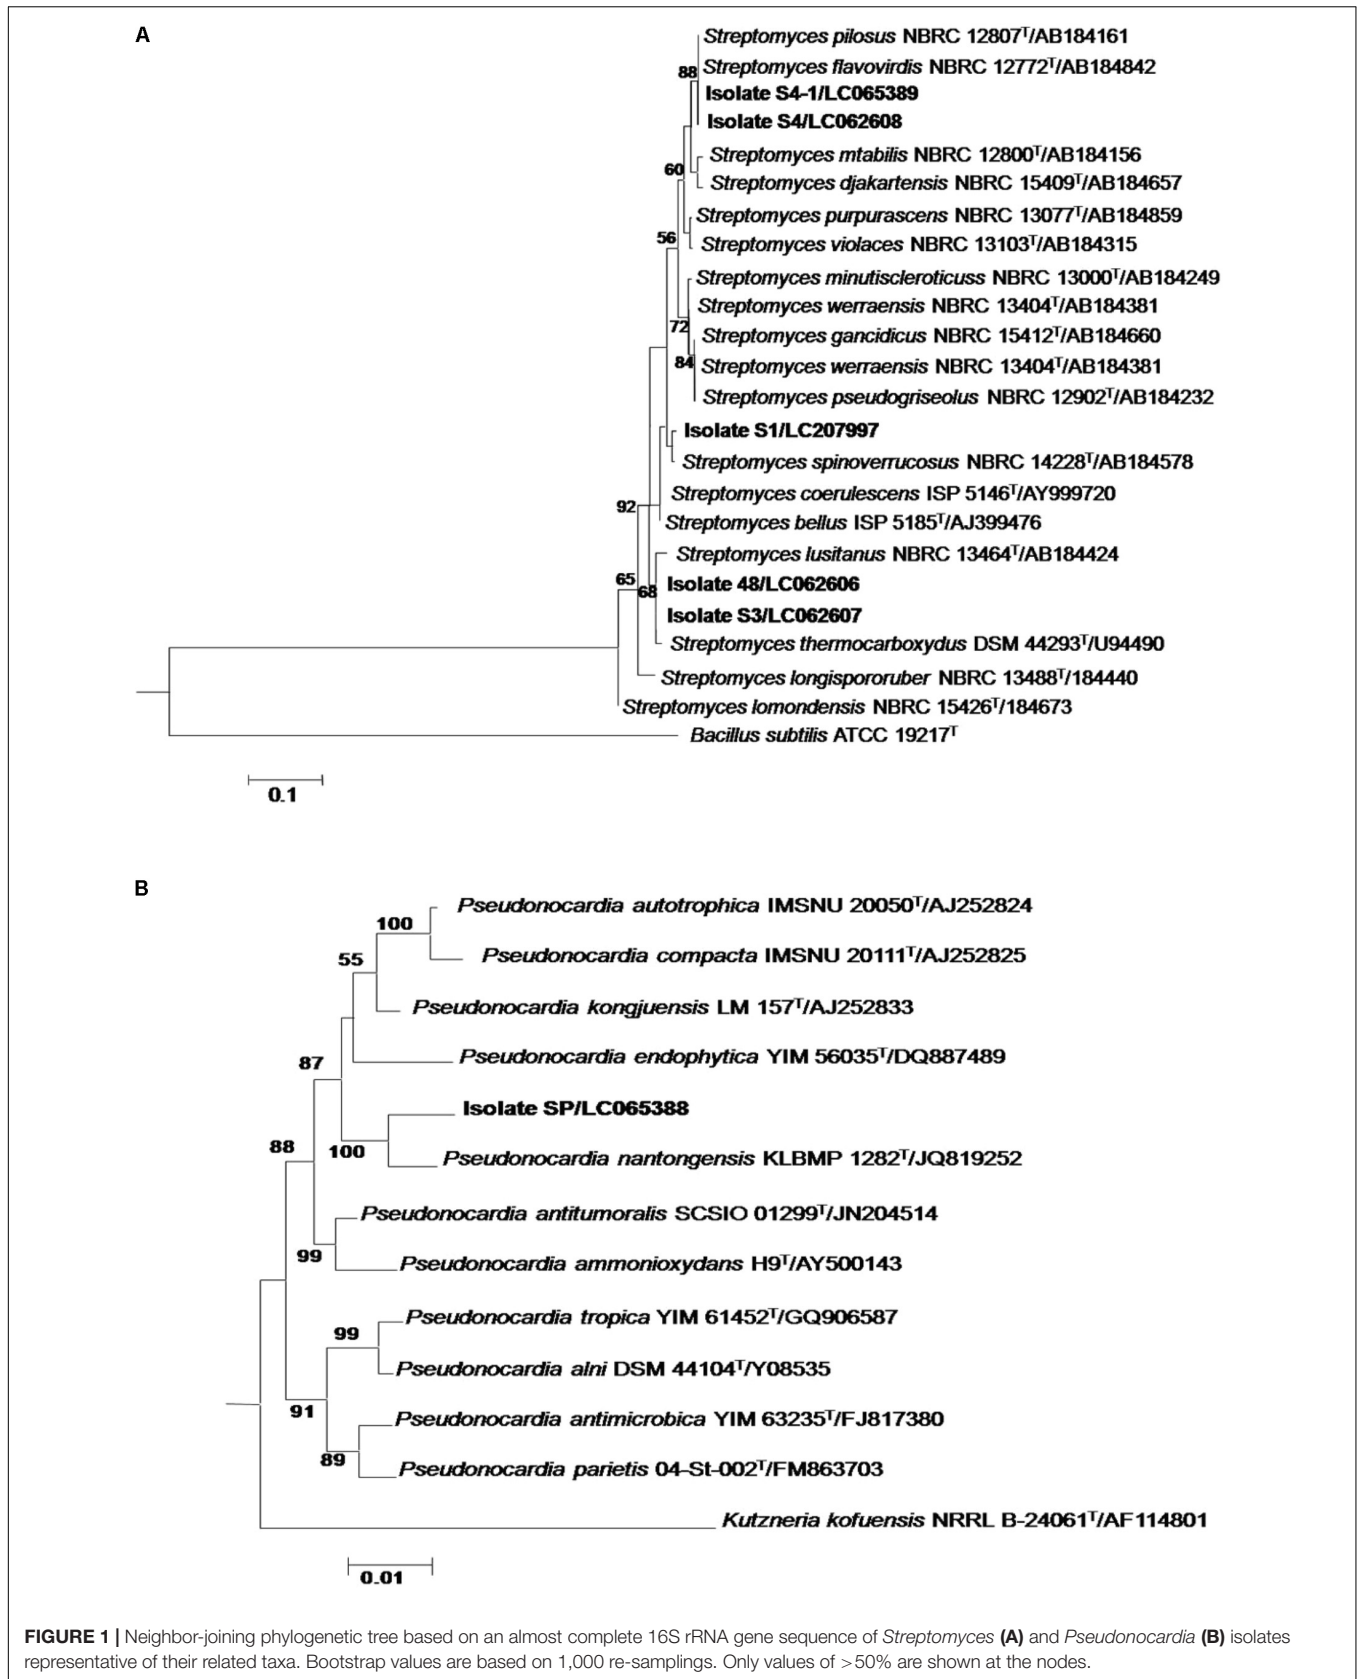 A
Streptomyces pilosus NBRC 12807ᵀ/AB184161
88
Streptomyces flavovirdis NBRC 12772ᵀ/AB184842
Isolate S4-1/LC065389
Isolate S4/LC062608
Streptomyces mtabilis NBRC 12800ᵀ/AB184156
60
Streptomyces djakartensis NBRC 15409ᵀ/AB184657
Streptomyces purpurascens NBRC 13077ᵀ/AB184859
56
Streptomyces violaces NBRC 13103ᵀ/AB184315
Streptomyces minutiscleroticuss NBRC 13000ᵀ/AB184249
Streptomyces werraensis NBRC 13404ᵀ/AB184381
72
Streptomyces gancidicus NBRC 15412ᵀ/AB184660
84
Streptomyces werraensis NBRC 13404ᵀ/AB184381
Streptomyces pseudogriseolus NBRC 12902ᵀ/AB184232
Isolate S1/LC207997
Streptomyces spinoverrucosus NBRC 14228ᵀ/AB184578
Streptomyces coerulescens ISP 5146ᵀ/AY999720
92
Streptomyces bellus ISP 5185ᵀ/AJ399476
Streptomyces lusitanus NBRC 13464ᵀ/AB184424
65
68
Isolate 48/LC062606
Isolate S3/LC062607
Streptomyces thermocarboxydus DSM 44293ᵀ/U94490
Streptomyces longispororuber NBRC 13488ᵀ/184440
Streptomyces lomondensis NBRC 15426ᵀ/184673
Bacillus subtilis ATCC 19217ᵀ
0.1
B
Pseudonocardia autotrophica IMSNU 20050ᵀ/AJ252824
100
Pseudonocardia compacta IMSNU 20111ᵀ/AJ252825
55
Pseudonocardia kongjuensis LM 157ᵀ/AJ252833
Pseudonocardia endophytica YIM 56035ᵀ/DQ887489
87
Isolate SP/LC065388
88
100
Pseudonocardia nantongensis KLBMP 1282ᵀ/JQ819252
Pseudonocardia antitumoralis SCSIO 01299ᵀ/JN204514
99
Pseudonocardia ammonioxydans H9ᵀ/AY500143
Pseudonocardia tropica YIM 61452ᵀ/GQ906587
99
Pseudonocardia alni DSM 44104ᵀ/Y08535
91
Pseudonocardia antimicrobica YIM 63235ᵀ/FJ817380
89
Pseudonocardia parietis 04-St-002ᵀ/FM863703
Kutzneria kofuensis NRRL B-24061ᵀ/AF114801
0.01
FIGURE 1 | Neighbor-joining phylogenetic tree based on an almost complete 16S rRNA gene sequence of Streptomyces (A) and Pseudonocardia (B) isolates
representative of their related taxa. Bootstrap values are based on 1,000 re-samplings. Only values of >50% are shown at the nodes.